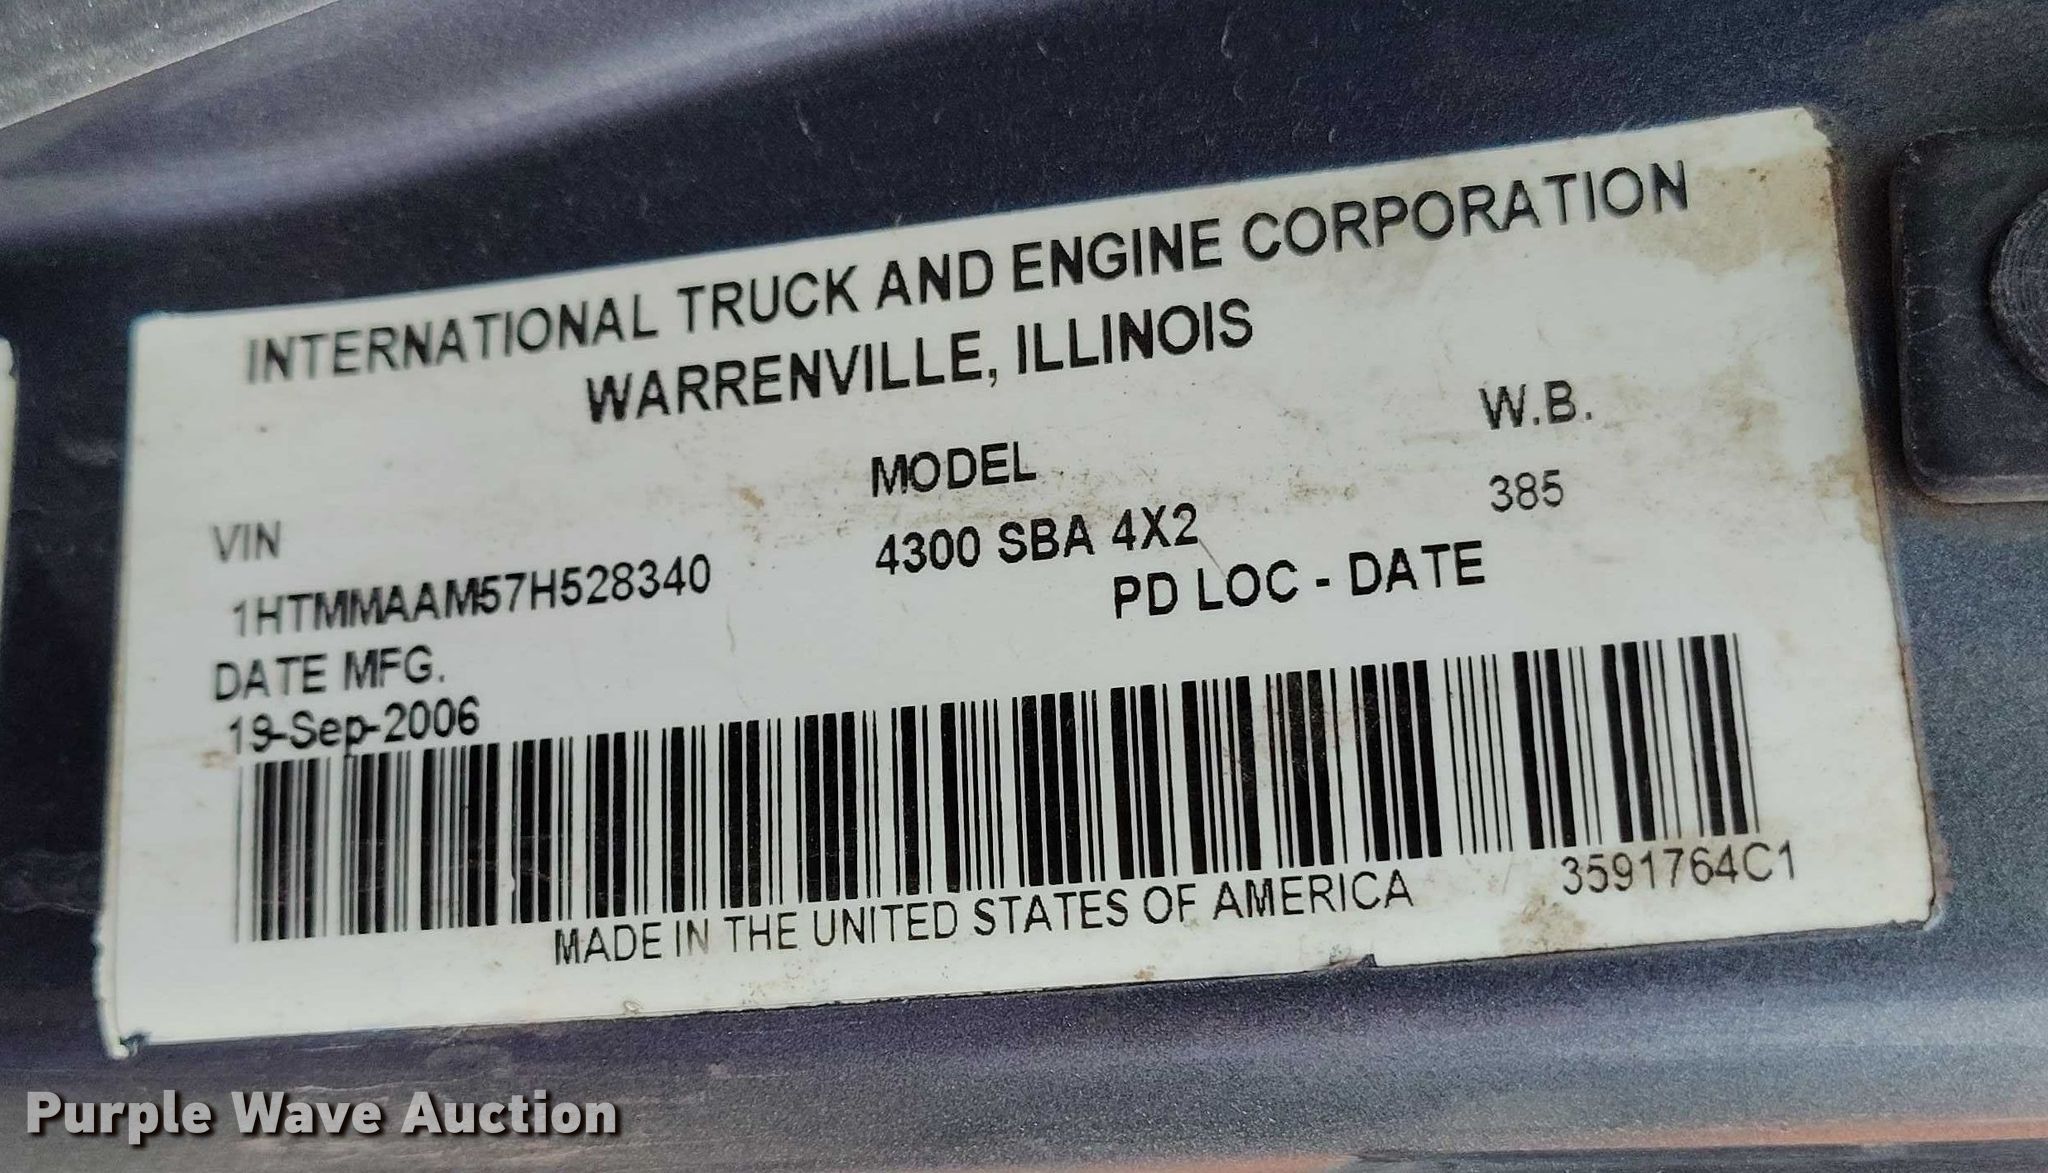 INTERNATIONAL TRUCK AND ENGINE CORPORATION
WARRENVILLE, ILLINOIS
VIN MODEL W.B.
1HTMMAAM57H528340 4300 SBA 4X2 385
DATE MFG. PD LOC - DATE
19-Sep-2006
3591764C1
MADE IN THE UNITED STATES OF AMERICA
Purple Wave Auction